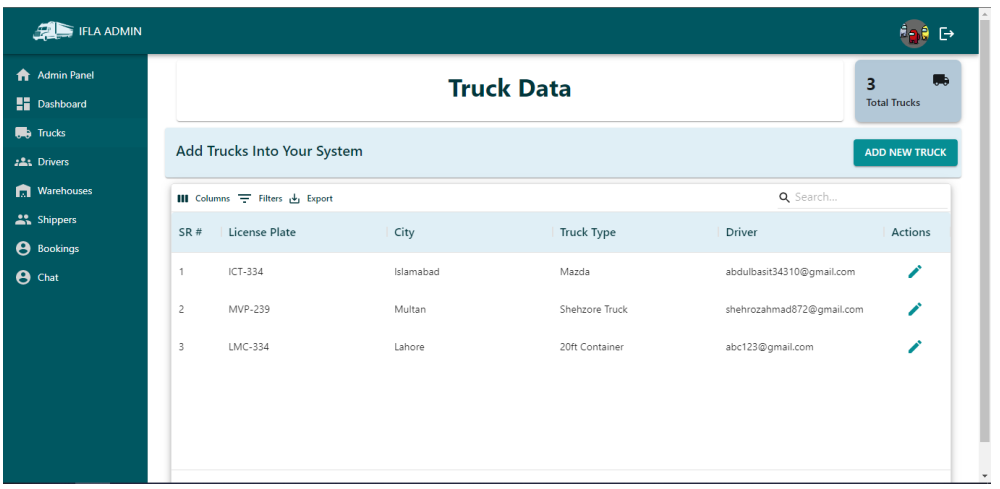 IFLA ADMIN
Admin Panel
Dashboard
Trucks
Drivers
Warehouses
Shippers
Bookings
Chat
Truck Data
3
Total Trucks
Add Trucks Into Your System
ADD NEW TRUCK
Columns Filters Export Search...
SR # License Plate City Truck Type Driver Actions
1 ICT-334 Islamabad Mazda abdulbasit34310@gmail.com
2 MVP-239 Multan Shehzore Truck shehrozahmad872@gmail.com
3 LMC-334 Lahore 20ft Container abc123@gmail.com